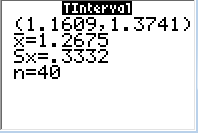 TInterval
(1.1609,1.3741)
x̄=1.2675
Sx=.3332
n=40